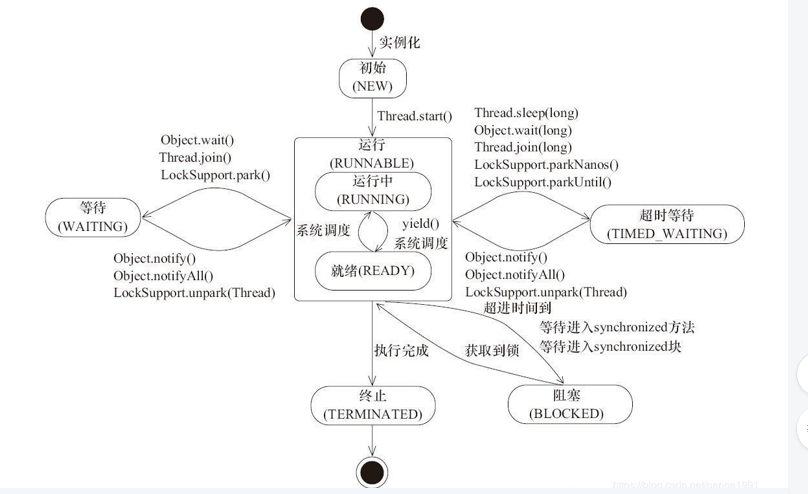 实例化
初始
(NEW)
Thread.start()
Object.wait()
Thread.join()
LockSupport.park()
等待
(WAITING)
Object.notify()
Object.notifyAll()
LockSupport.unpark(Thread)
运行
(RUNNABLE)
运行中
(RUNNING)
系统调度
yield()
系统调度
就绪(READY)
Thread.sleep(long)
Object.wait(long)
Thread.join(long)
LockSupport.parkNanos()
LockSupport.parkUntil()
超时等待
(TIMED_WAITING)
Object.notify()
Object.notifyAll()
LockSupport.unpark(Thread)
超进时间到
等待进入synchronized方法
等待进入synchronized块
获取到锁
执行完成
阻塞
(BLOCKED)
终止
(TERMINATED)